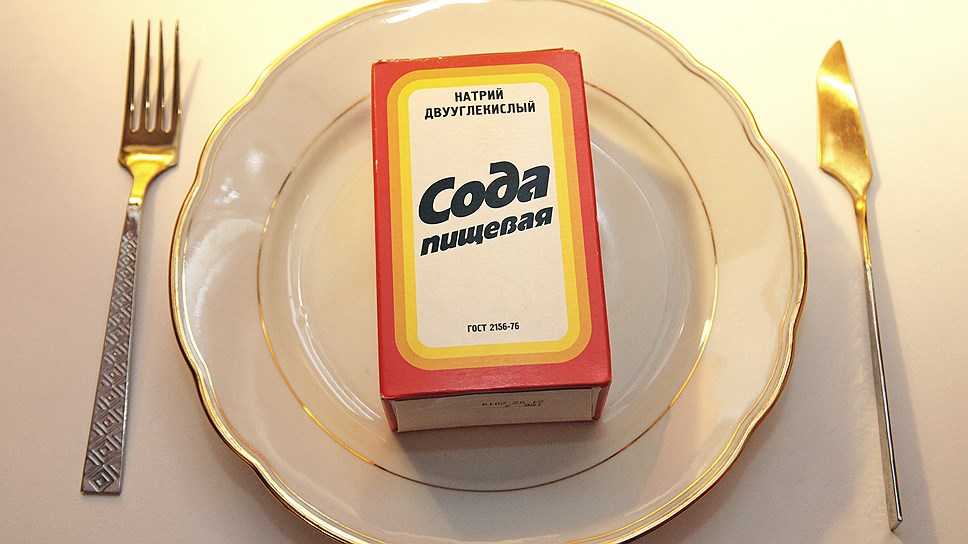 НАТРИЙ
ДВУУГЛЕКИСЛЫЙ
Сода
пищевая
ГОСТ 2156-76